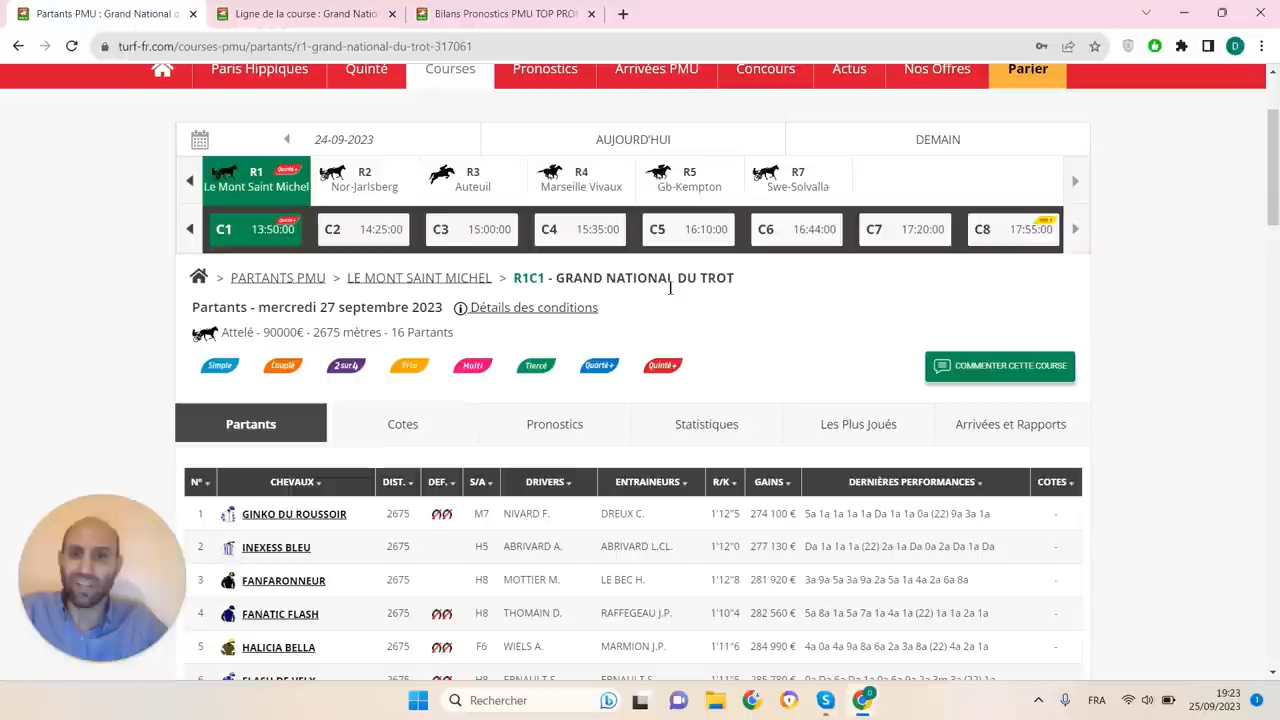 Partants PMU : Grand National d
Ligne de la course : Grand Natio
Bilans Pronostics PMU TOP PRO
turf-fr.com/courses-pmu/partants/r1-grand-national-du-trot-317061
Paris Hippiques Quinté Courses Pronostics Arrivées PMU Concours Actus Nos Offres Parier
24-09-2023 AUJOURD'HUI DEMAIN
R1 Quinté+ R2 R3 R4 R5 R7
Le Mont Saint Michel Nor-Jarlsberg Auteuil Marseille Vivaux Gb-Kempton Swe-Solvalla
C1 13:50:00 C2 14:25:00 C3 15:00:00 C4 15:35:00 C5 16:10:00 C6 16:44:00 C7 17:20:00 C8 17:55:00
> PARTANTS PMU > LE MONT SAINT MICHEL > R1C1 - GRAND NATIONAL DU TROT
Partants - mercredi 27 septembre 2023 Détails des conditions
Attelé - 90000€ - 2675 mètres - 16 Partants
Simple Couplé 2 sur 4 Trio Multi Tiercé Quarté+ Quinté+ COMMENTER CETTE COURSE
Partants Cotes Pronostics Statistiques Les Plus Joués Arrivées et Rapports
N° CHEVAUX DIST. DEF. S/A DRIVERS ENTRAINEURS R/K GAINS DERNIÈRES PERFORMANCES COTES
1 GINKO DU ROUSSOIR 2675 M7 NIVARD F. DREUX C. 1'12"5 274 100 € 5a 1a 1a 1a Da 1a 1a 0a (22) 9a 3a 1a -
2 INEXESS BLEU 2675 H5 ABRIVARD A. ABRIVARD L.CL. 1'12"0 277 130 € Da 1a 1a 1a (22) 2a 1a Da 0a 2a Da 1a Da -
3 FANFARONNEUR 2675 H8 MOTTIER M. LE BEC H. 1'12"8 281 920 € 3a 9a 5a 3a 9a 2a 5a 1a 4a 2a 6a 8a -
4 FANATIC FLASH 2675 H8 THOMAIN D. RAFFEGEAU J.P. 1'10"4 282 560 € 5a 8a 1a 5a 7a 1a 4a 1a (22) 1a 1a 2a 1a -
5 HALICIA BELLA 2675 F6 WIELS A. MARMION J.P. 1'11"6 284 990 € 4a 0a 4a 9a 8a 6a 2a 3a 8a (22) 4a 2a 1a -
Rechercher
FRA
19:23
25/09/2023